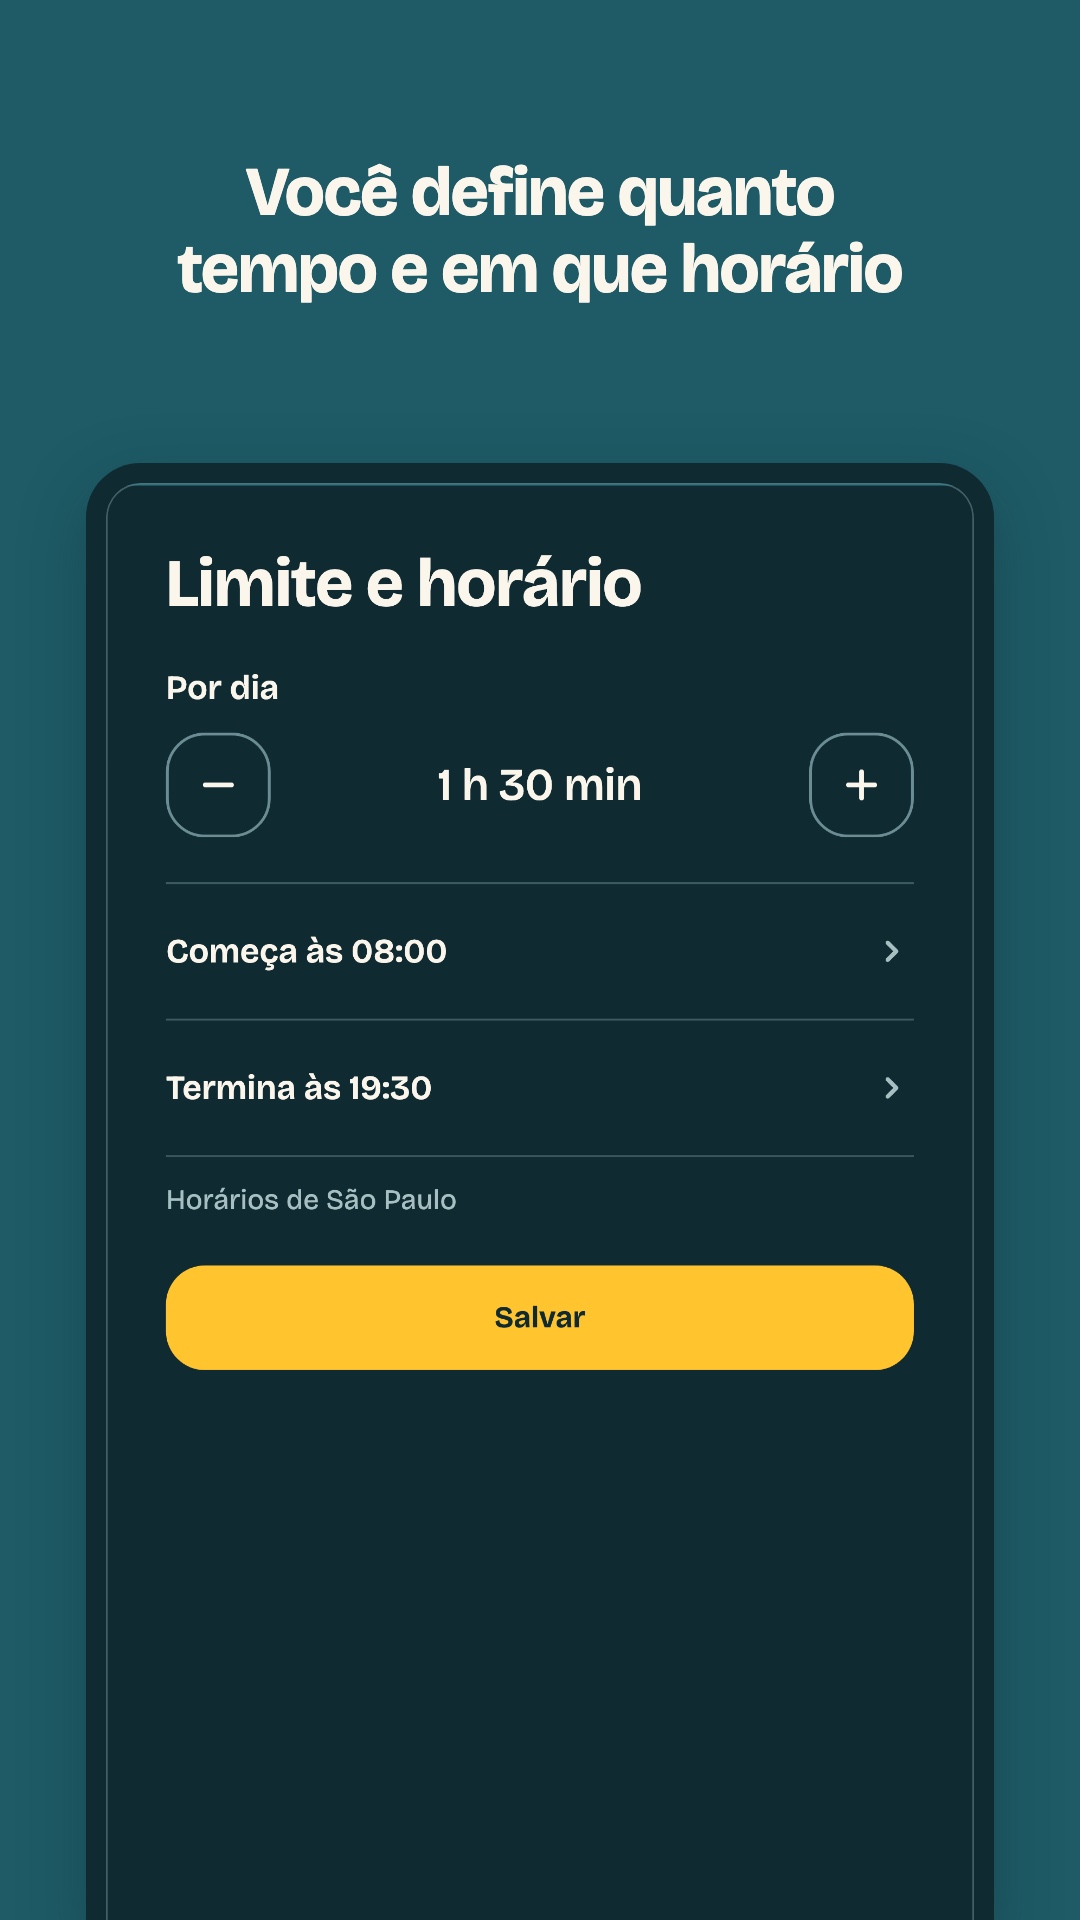 Você define quanto
tempo e em que horário
Limite e horário
Por dia
1 h 30 min
Começa às 08:00
Termina às 19:30
Horários de São Paulo
Salvar